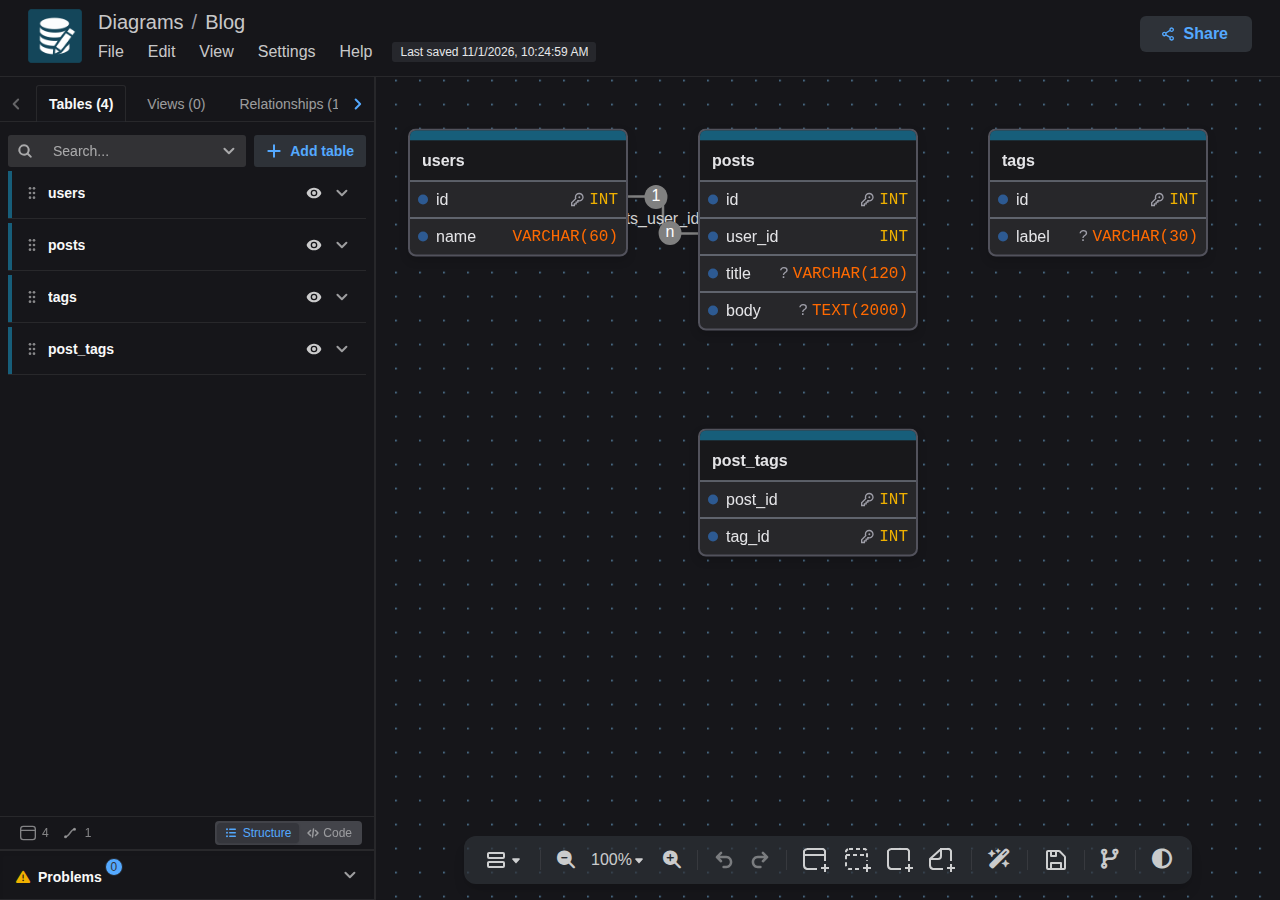 Diagrams / Blog
File Edit View Settings Help Last saved 11/1/2026, 10:24:59 AM
Share
Tables (4) Views (0) Relationships (1
Search... Add table
users
posts
tags
post_tags
4 1 Structure Code
Problems 0
users
id INT
name VARCHAR(60)
1
ts_user_id
n
posts
id INT
user_id INT
title ? VARCHAR(120)
body ? TEXT(2000)
tags
id INT
label ? VARCHAR(30)
post_tags
post_id INT
tag_id INT
100%